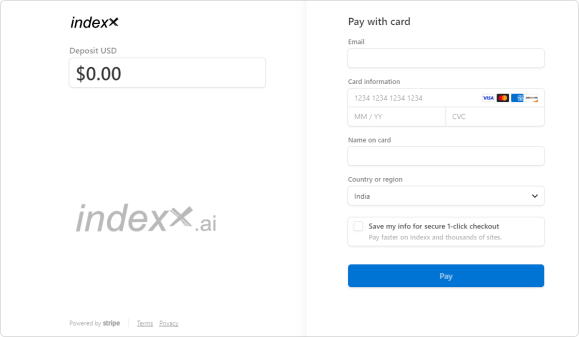 indexx
Deposit USD
$0.00
indexx.ai
Powered by stripe
Terms Privacy
Pay with card
Email
Card information
1234 1234 1234 1234
VISA
MM / YY
CVC
Name on card
Country or region
India
Save my info for secure 1-click checkout
Pay faster on indexx and thousands of sites.
Pay